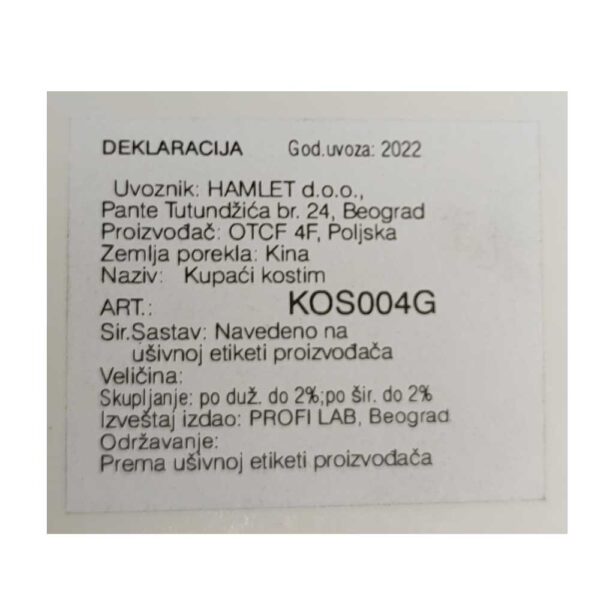 DEKLARACIJA God.uvoza: 2022
Uvoznik: HAMLET d.o.o.,
Pante Tutundžića br. 24, Beograd
Proizvođač: OTCF 4F, Poljska
Zemlja porekla: Kina
Naziv: Kupaći kostim
ART.: KOS004G
Sir.Sastav: Navedeno na
ušivnoj etiketi proizvođača
Veličina:
Skupljanje: po duž. do 2%;po šir. do 2%
Izveštaj izdao: PROFI LAB, Beograd
Održavanje:
Prema ušivnoj etiketi proizvođača